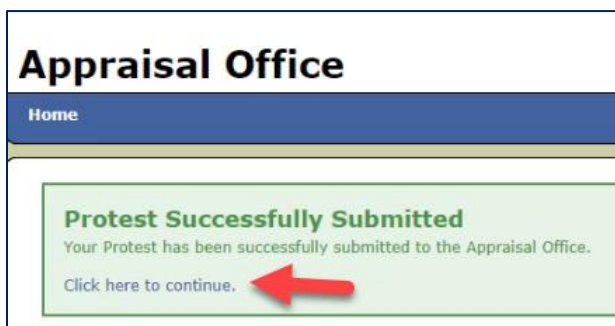 Appraisal Office
Home
Protest Successfully Submitted
Your Protest has been successfully submitted to the Appraisal Office.
Click here to continue.